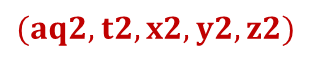 (aq2, t2, x2, y2, z2)